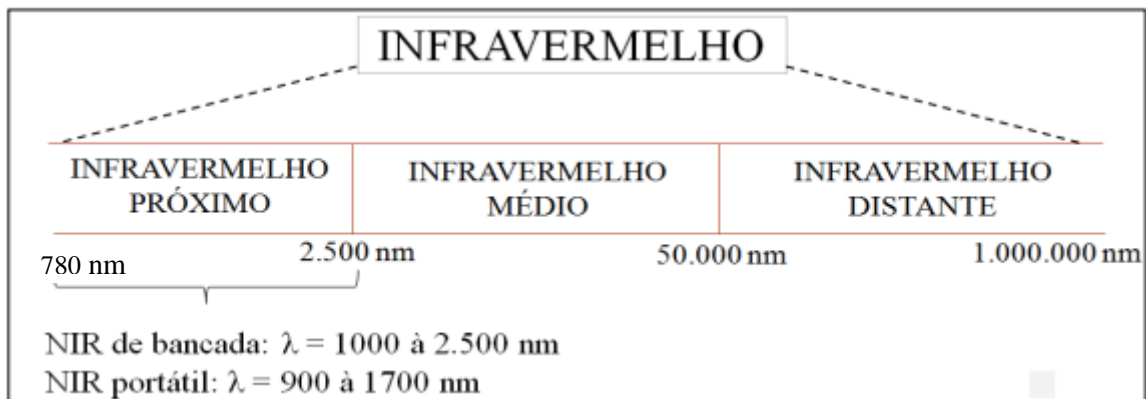 INFRAVERMELHO
INFRAVERMELHO
PRÓXIMO
INFRAVERMELHO
MÉDIO
INFRAVERMELHO
DISTANTE
780 nm
2.500 nm
50.000 nm
1.000.000 nm
NIR de bancada: λ = 1000 à 2.500 nm
NIR portátil: λ = 900 à 1700 nm